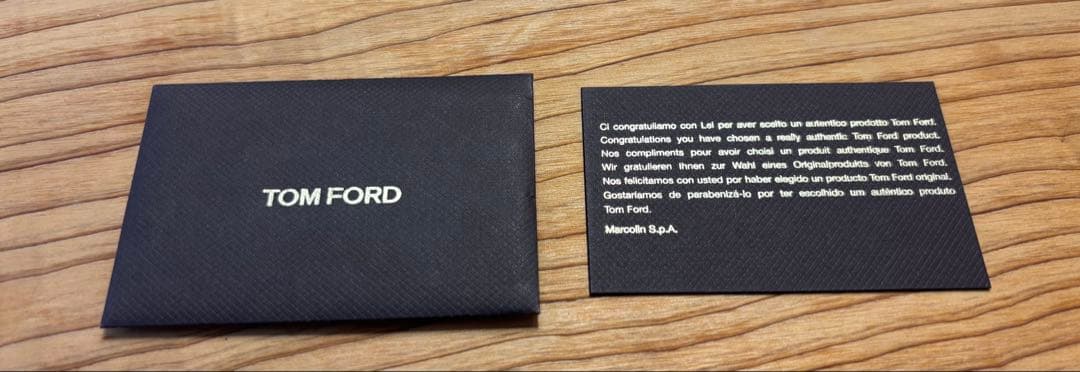 TOM FORD
Ci congratuliamo con Lei per aver scelto un autentico prodotto Tom Ford.
Congratulations you have chosen a really authentic Tom Ford product.
Nos compliments pour avoir choisi un produit authentique Tom Ford.
Wir gratulieren Ihnen zur Wahl eines Originalprodukts von Tom Ford.
Nos felicitamos con usted por haber elegido un producto Tom Ford original.
Gostaríamos de parabenizá-lo por ter escolhido um autêntico produto
Tom Ford.
Marcolin S.p.A.